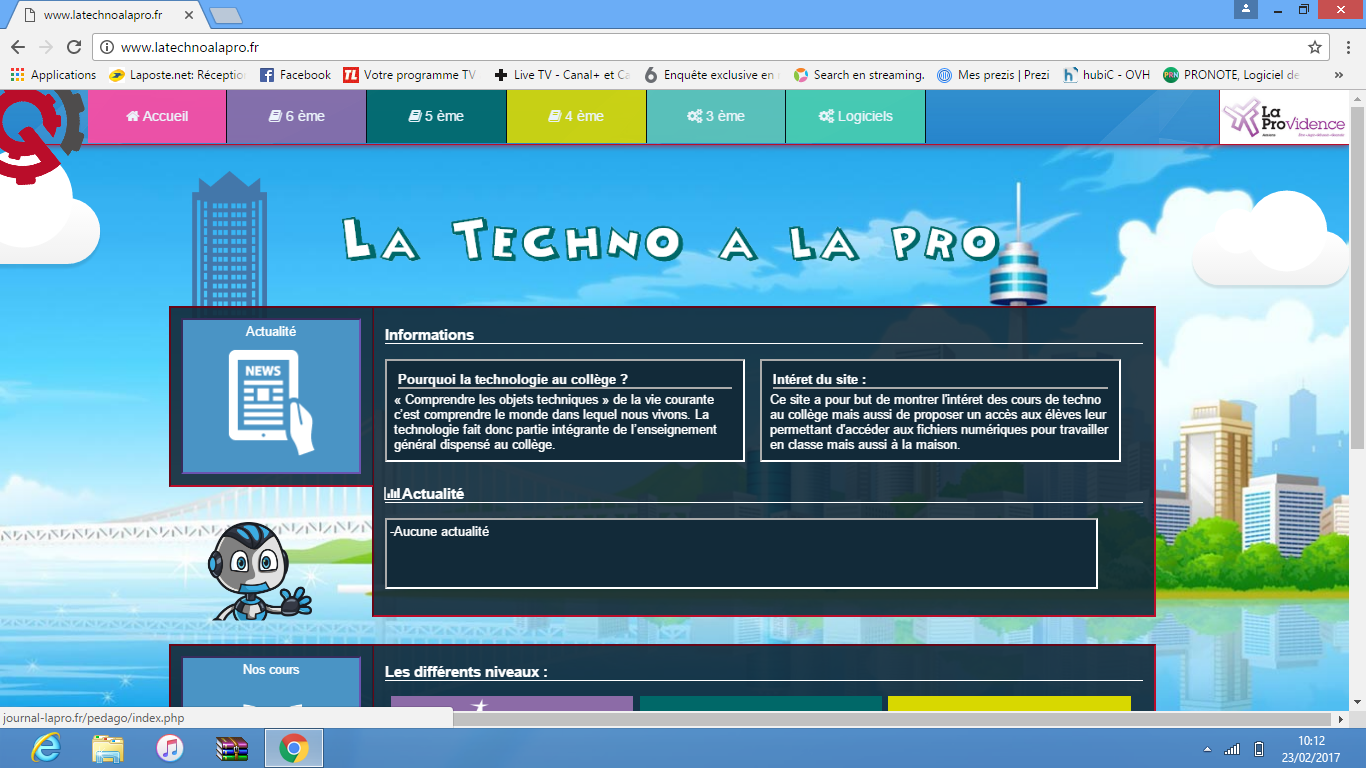 www.latechnoalapro.fr
www.latechnoalapro.fr
Applications Laposte.net: Réceptio Facebook Votre programme TV Live TV - Canal+ et Ca Enquête exclusive en Search en streaming. Mes prezis | Prezi hubiC - OVH PRONOTE, Logiciel de »
Accueil 6 ème 5 ème 4 ème 3 ème Logiciels
La
Providence
LA TECHNO A LA PRO
Actualité
NEWS
Informations
Pourquoi la technologie au collège ?
« Comprendre les objets techniques » de la vie courante
c'est comprendre le monde dans lequel nous vivons. La
technologie fait donc partie intégrante de l'enseignement
général dispensé au collège.
Intéret du site :
Ce site a pour but de montrer l'intéret des cours de techno
au collège mais aussi de proposer un accès aux élèves leur
permettant d'accéder aux fichiers numériques pour travailler
en classe mais aussi à la maison.
Actualité
-Aucune actualité
Nos cours
Les différents niveaux :
journal-lapro.fr/pedago/index.php
10:12
23/02/2017